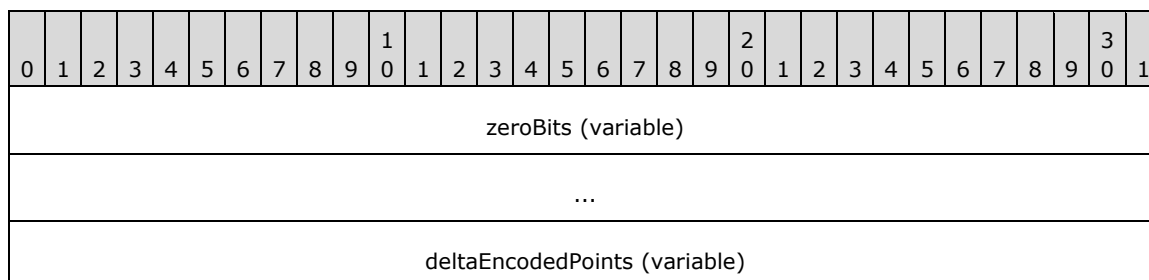 1 2 3
0 1 2 3 4 5 6 7 8 9 0 1 2 3 4 5 6 7 8 9 0 1 2 3 4 5 6 7 8 9 0 1
zeroBits (variable)
...
deltaEncodedPoints (variable)